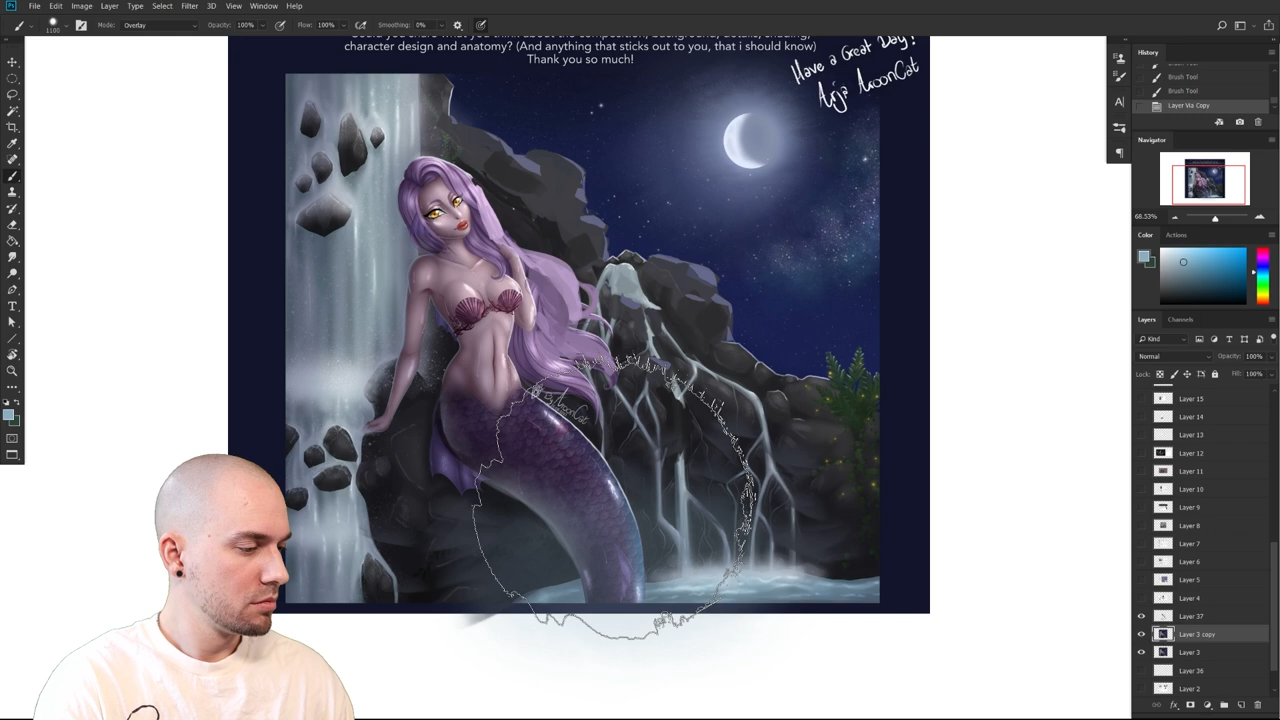 File Edit Image Layer Type Select Filter 3D View Window Help
1100 Mode: Overlay Opacity: 100% Flow: 100% Smoothing: 0%
character design and anatomy? (And anything that sticks out to you, that i should know)
Thank you so much!
Have a Great Day!
Anja MoonCat
MoonCat
History
Brush Tool
Brush Tool
Layer Via Copy
Navigator
68.53%
Color Actions
Layers Channels
Kind
Normal Opacity: 100%
Lock: Fill: 100%
Layer 15
Layer 14
Layer 13
Layer 12
Layer 11
Layer 10
Layer 9
Layer 8
Layer 7
Layer 6
Layer 5
Layer 4
Layer 37
Layer 3 copy
Layer 3
Layer 36
Layer 2